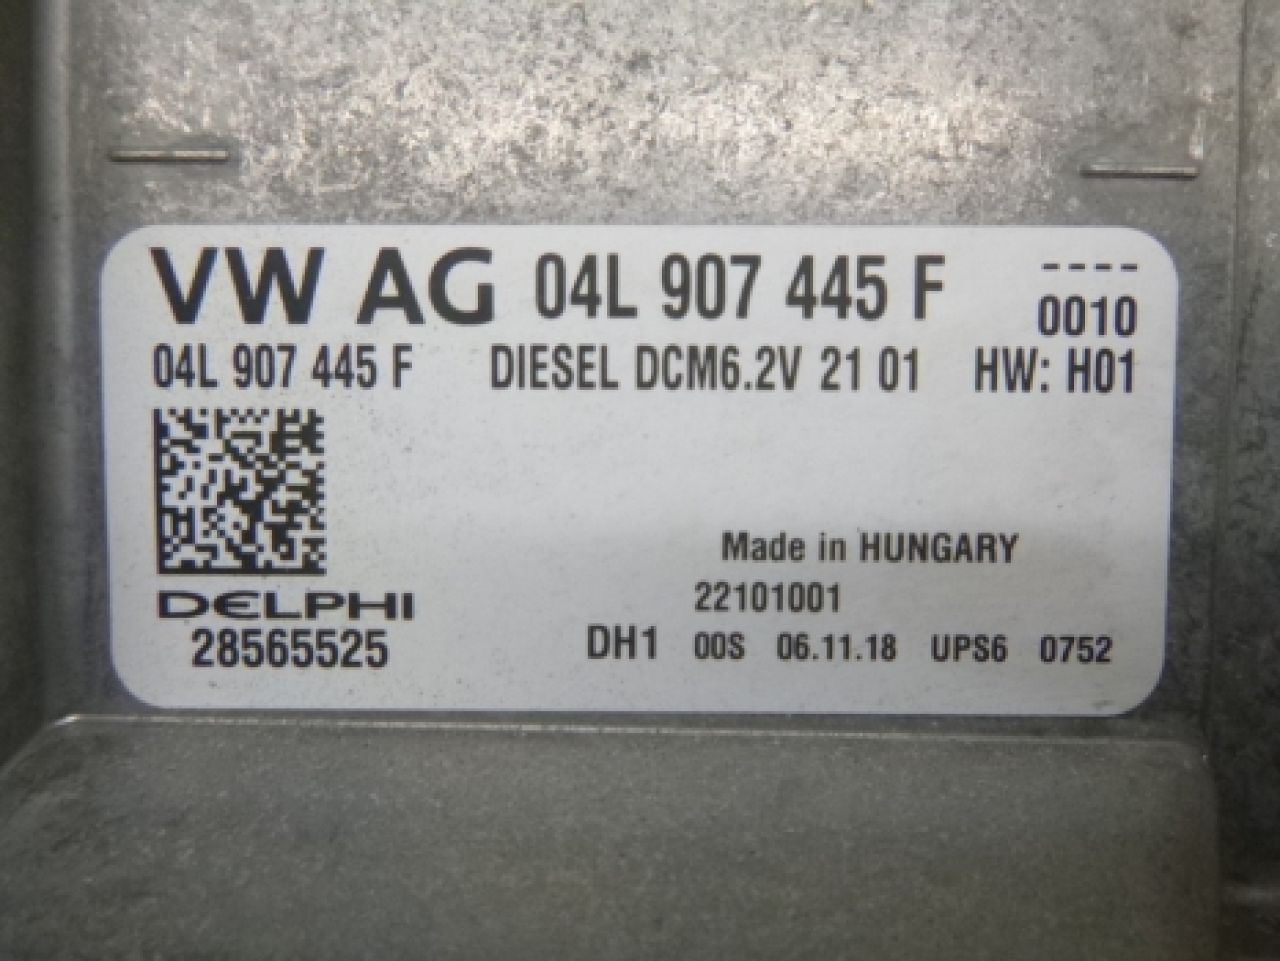 VW AG 04L 907 445 F ----
0010
04L 907 445 F DIESEL DCM6.2V 21 01 HW: H01
Made in HUNGARY
DELPHI 22101001
28565525 DH1 00S 06.11.18 UPS6 0752